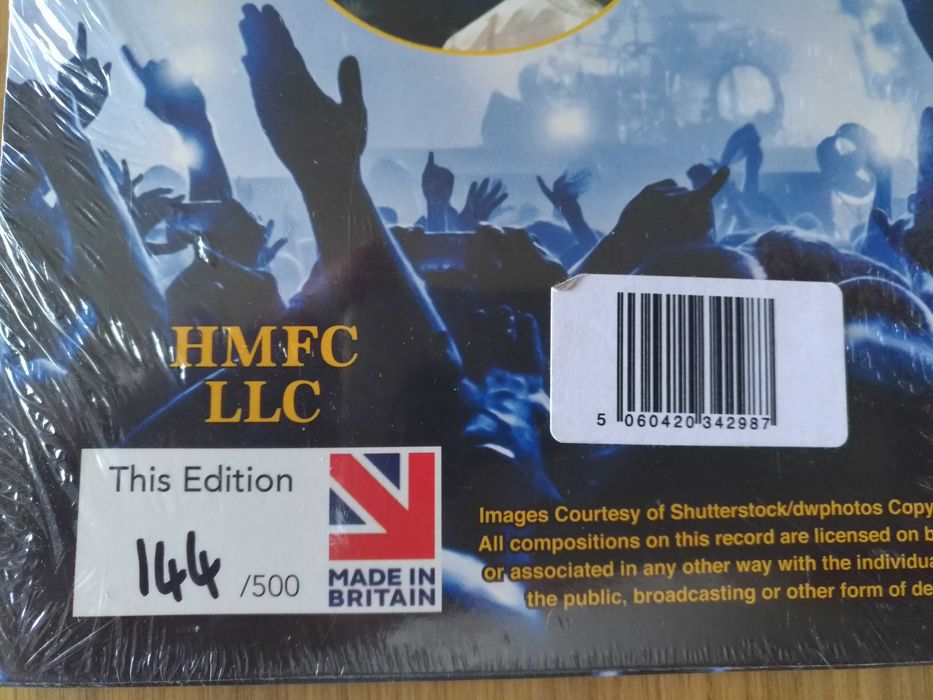 HMFC
LLC
5 060420 342987
This Edition
144 /500
MADE IN
BRITAIN
Images Courtesy of Shutterstock/dwphotos Copy
All compositions on this record are licensed on b
or associated in any other way with the individua
the public, broadcasting or other form of de